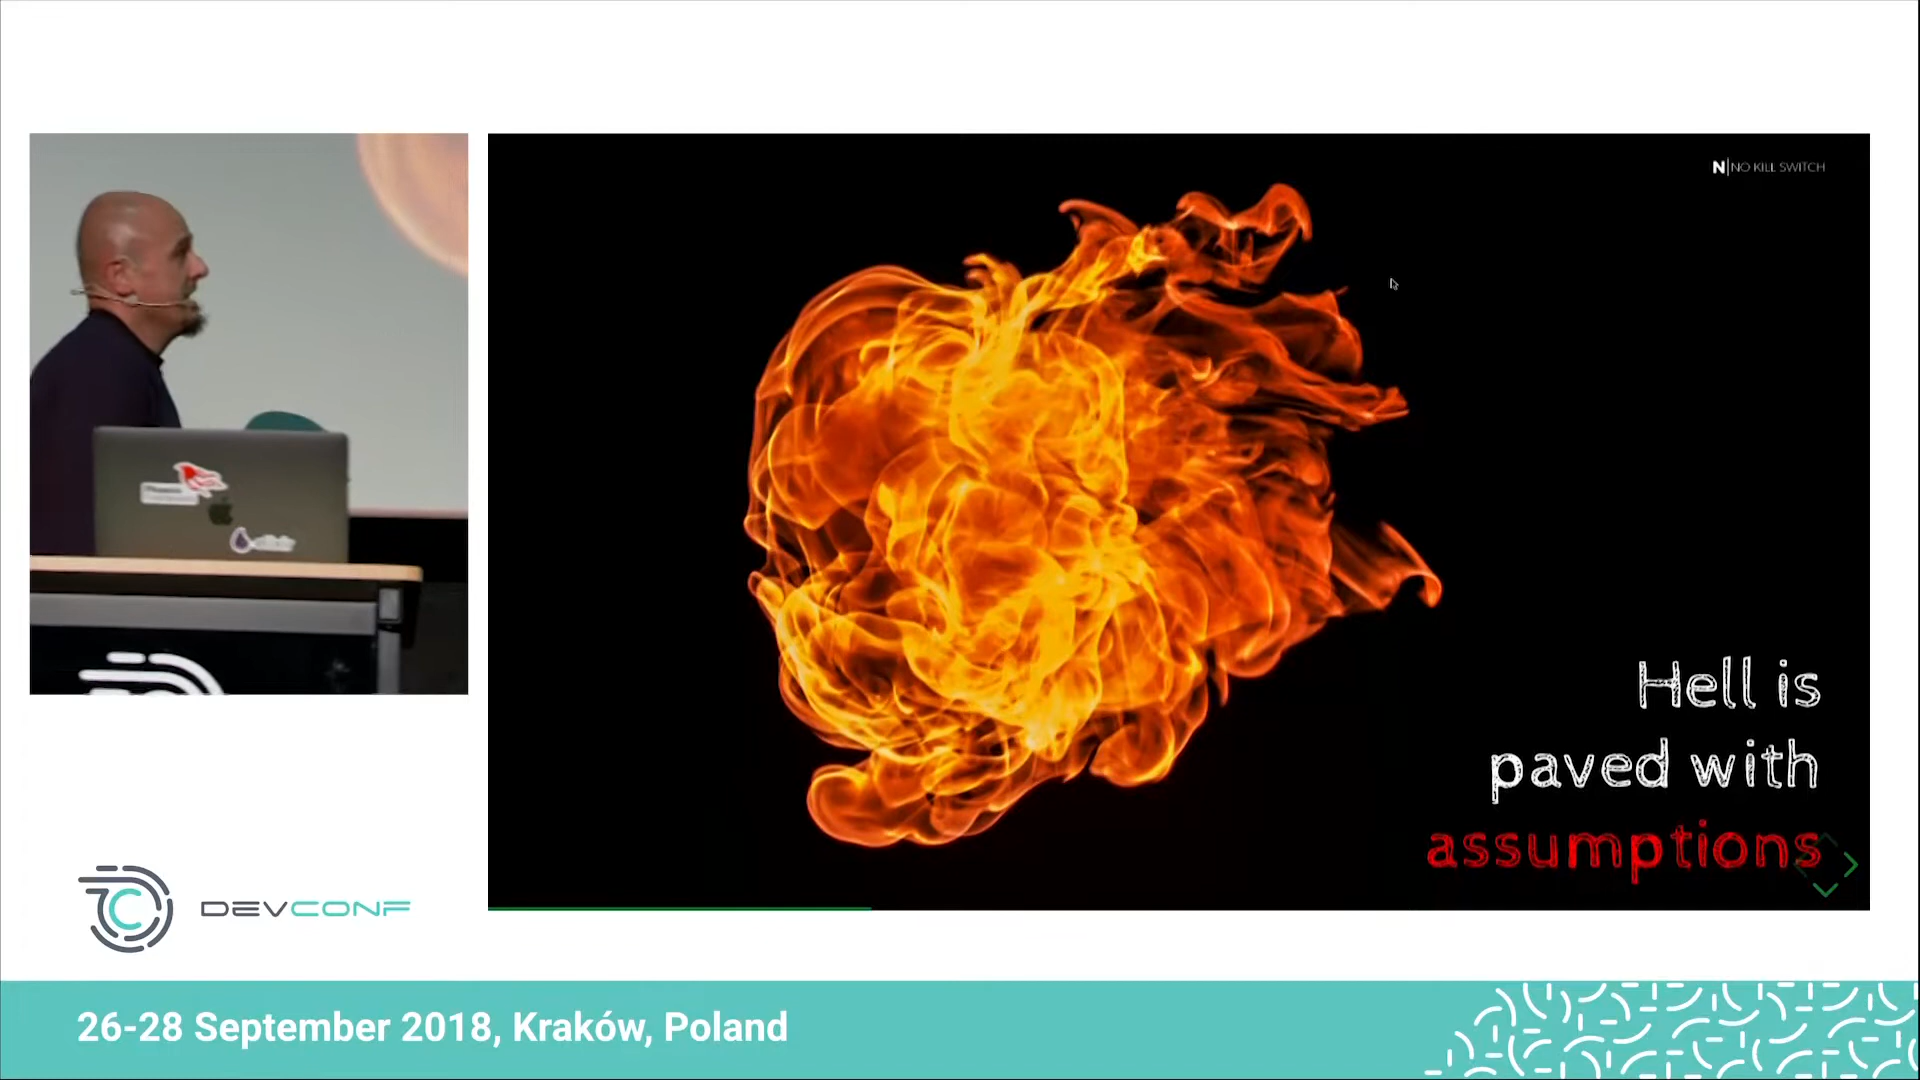 N|NO KILL SWITCH
Hell is
paved with
assumptions
DEVCONF
26-28 September 2018, Kraków, Poland